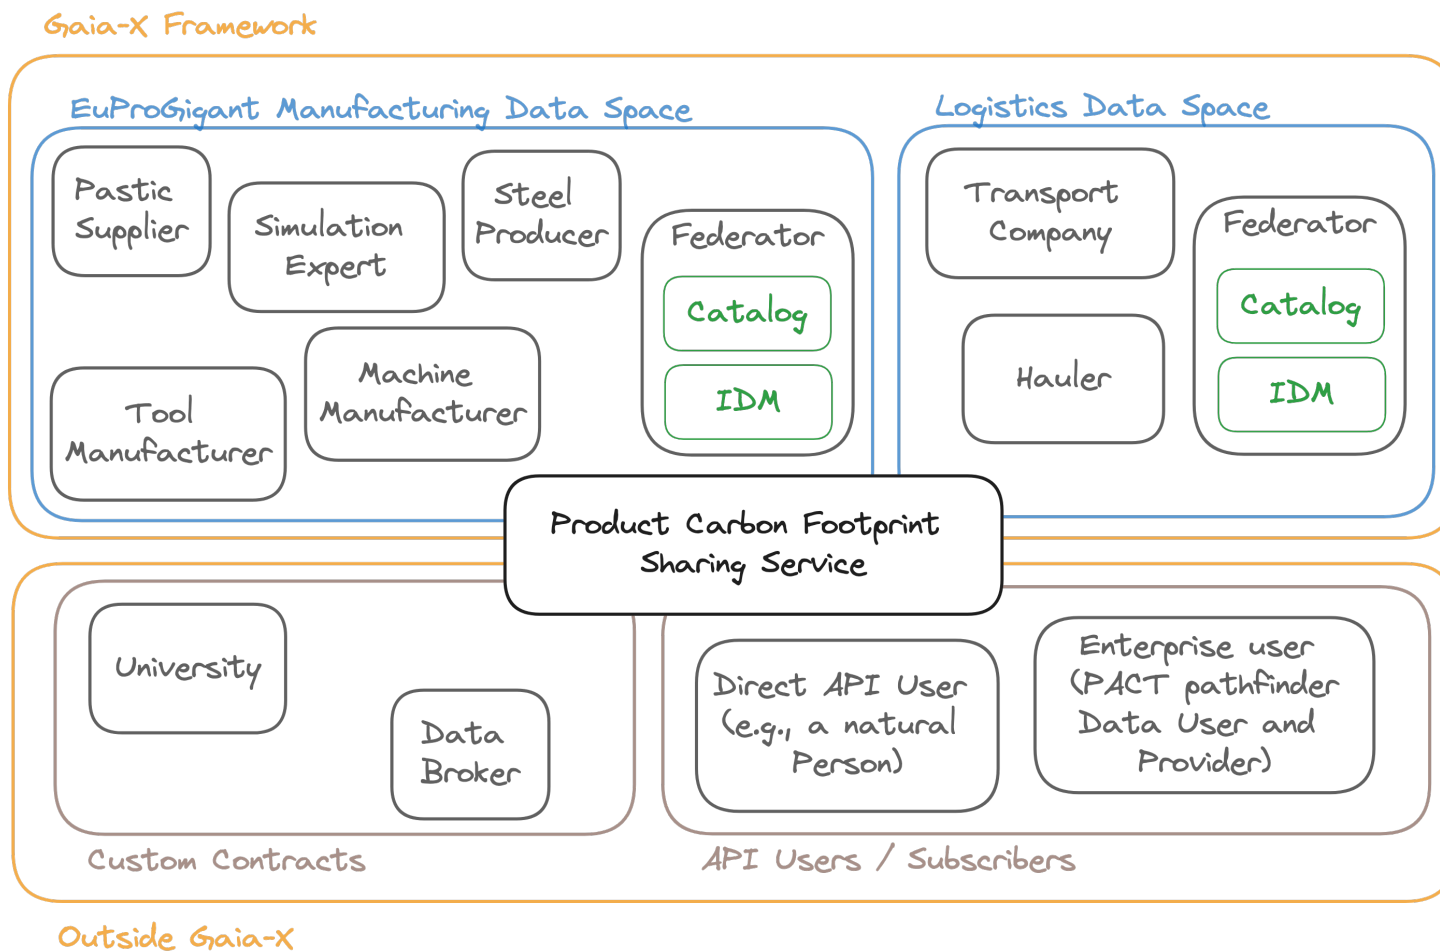 Gaia-X Framework
EuProGigant Manufacturing Data Space
Pastic
Supplier
Simulation
Expert
Steel
Producer
Federator
Catalog
IDM
Tool
Manufacturer
Machine
Manufacturer
Logistics Data Space
Transport
Company
Hauler
Federator
Catalog
IDM
Product Carbon Footprint
Sharing Service
University
Data
Broker
Custom Contracts
Direct API User
(e.g., a natural
Person)
Enterprise user
(PACT pathfinder
Data User and
Provider)
API Users / Subscribers
Outside Gaia-X